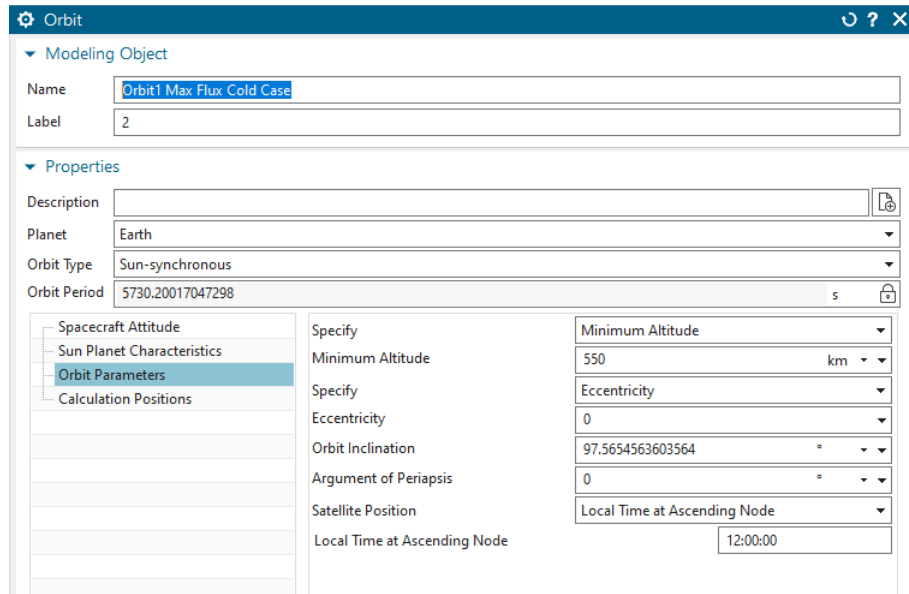 Orbit
Modeling Object
Name Orbit1 Max Flux Cold Case
Label 2
Properties
Description
Planet Earth
Orbit Type Sun-synchronous
Orbit Period 5730.20017047298 s
Spacecraft Attitude
Sun Planet Characteristics
Orbit Parameters
Calculation Positions
Specify Minimum Altitude
Minimum Altitude 550 km
Specify Eccentricity
Eccentricity 0
Orbit Inclination 97.5654563603564 °
Argument of Periapsis 0 °
Satellite Position Local Time at Ascending Node
Local Time at Ascending Node 12:00:00